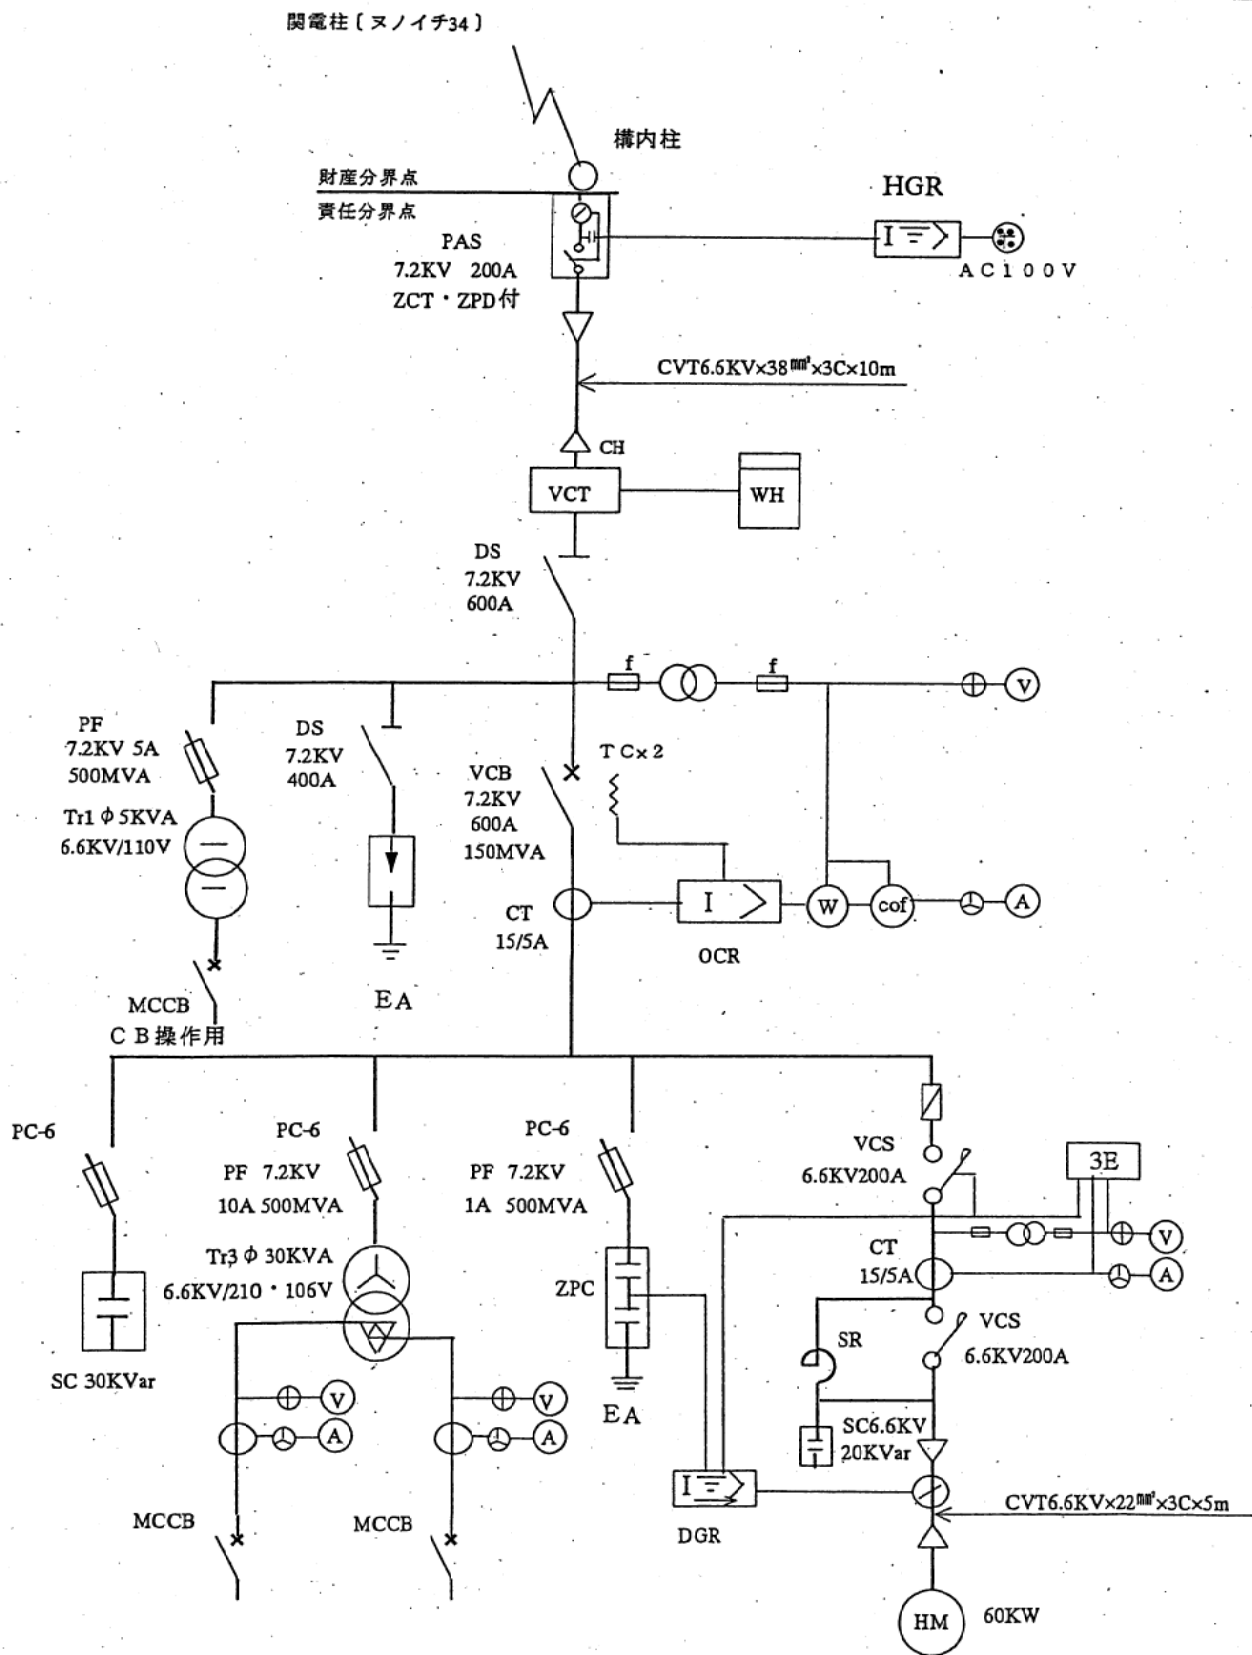 関電柱〔ヌノイチ34〕
構内柱
財産分界点
責任分界点
HGR
PAS
7.2KV 200A
ZCT・ZPD付
I
AC100V
CVT6.6KV×38㎟×3C×10m
CH
VCT
WH
DS
7.2KV
600A
f
f
V
PF
7.2KV 5A
500MVA
DS
7.2KV
400A
TC×2
VCB
7.2KV
600A
150MVA
Tr1φ5KVA
6.6KV/110V
CT
15/5A
I
OCR
W
cof
A
EA
MCCB
CB操作用
PC-6
PC-6
PF 7.2KV
10A 500MVA
PC-6
PF 7.2KV
1A 500MVA
VCS
6.6KV200A
3E
V
CT
15/5A
A
Tr3φ30KVA
6.6KV/210・106V
ZPC
SC 30KVar
VCS
6.6KV200A
SR
V
A
V
A
EA
SC6.6KV
20KVar
I
DGR
CVT6.6KV×22㎟×3C×5m
MCCB
MCCB
HM
60KW